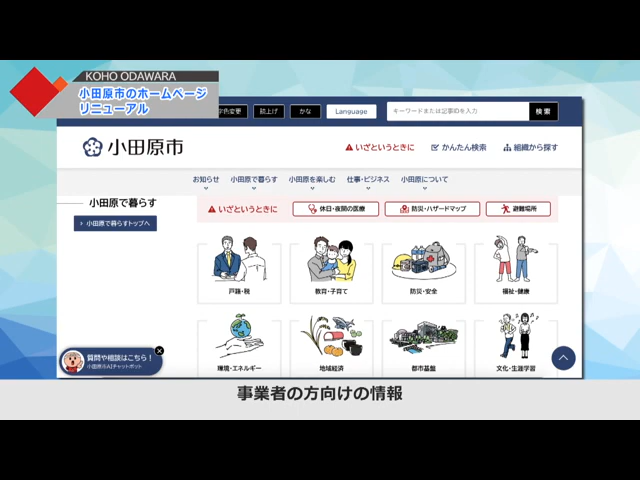 KOHO ODAWARA
小田原市のホームページ
リニューアル
文字色変更 読上げ かな Language キーワードまたは記事IDを入力 検索
小田原市 いざというときに かんたん検索 組織から探す
お知らせ 小田原で暮らす 小田原を楽しむ 仕事・ビジネス 小田原について
小田原で暮らす
小田原で暮らすトップへ
いざというときに 休日・夜間の医療 防災・ハザードマップ 避難場所
戸籍・税 教育・子育て 防災・安全 福祉・健康
環境・エネルギー 地域経済 都市基盤 文化・生涯学習
質問や相談はこちら！
小田原市AIチャットボット
事業者の方向けの情報